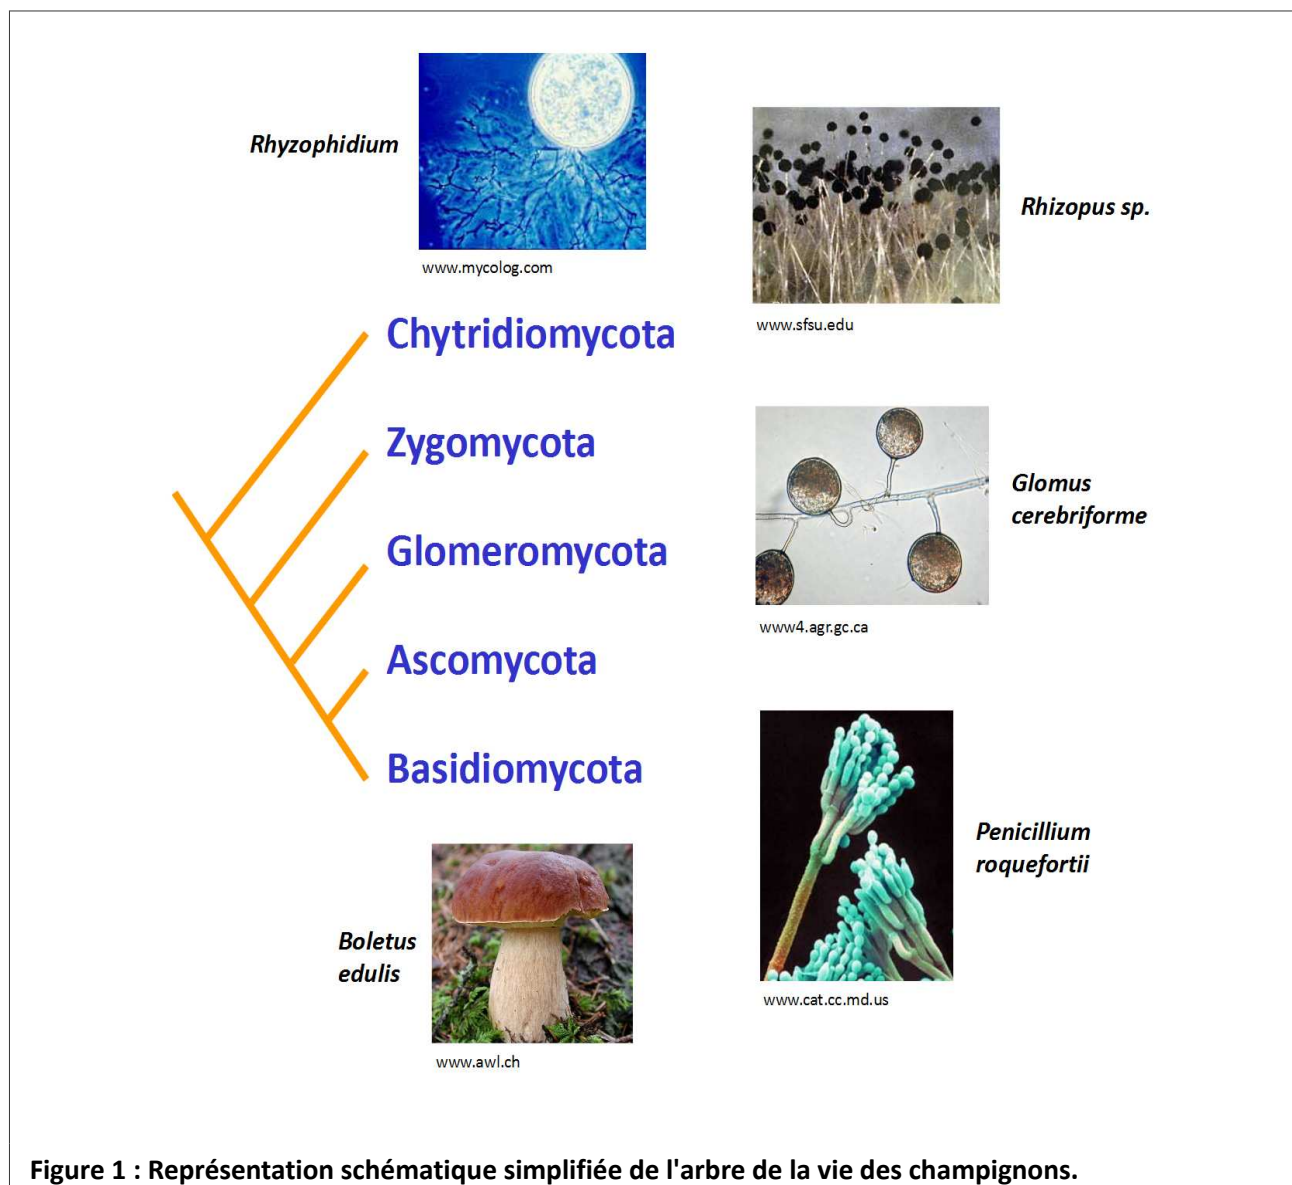 Rhyzophidium
www.mycolog.com
Rhizopus sp.
www.sfsu.edu
Chytridiomycota
Zygomycota
Glomeromycota
Ascomycota
Basidiomycota
Glomus
cerebriforme
www4.agr.gc.ca
Penicillium
roquefortii
www.cat.cc.md.us
Boletus
edulis
www.awl.ch
Figure 1 : Représentation schématique simplifiée de l'arbre de la vie des champignons.